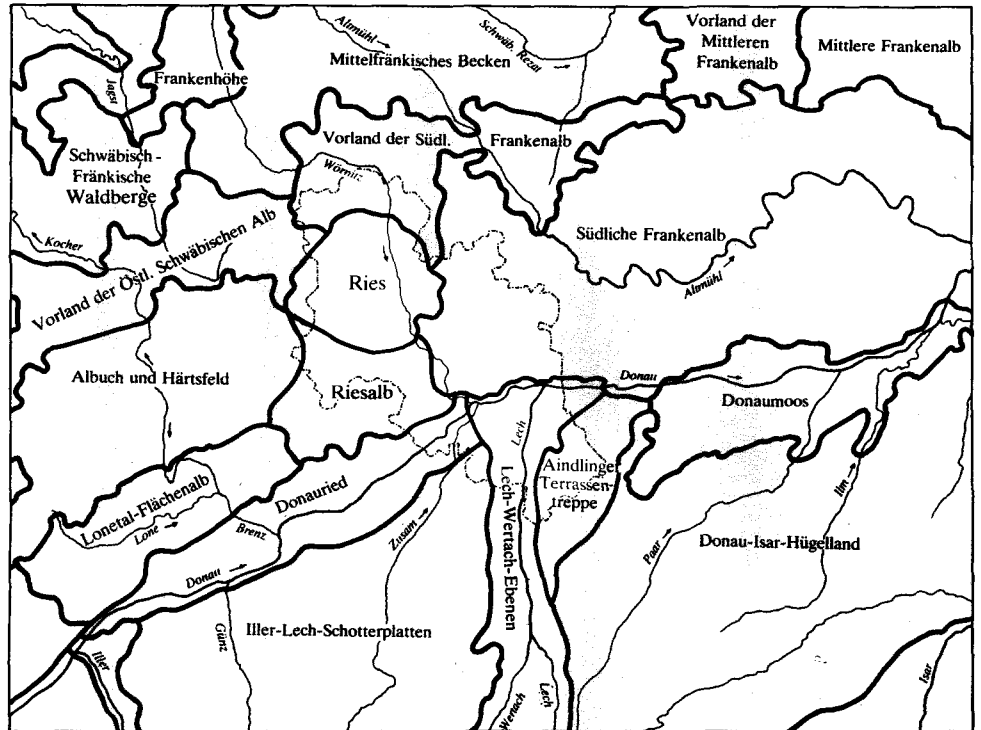 Altmühl
Schwäb. Rezat
Vorland der
Mittleren
Frankenalb
Mittlere Frankenalb
Mittelfränkisches Becken
Frankenhöhe
Jagst
Vorland der Südl.
Frankenalb
Schwäbisch-
Fränkische
Waldberge
Wörnitz
Kocher
Vorland der Östl. Schwäbischen Alb
Südliche Frankenalb
Ries
Altmühl
Albuch und Härtsfeld
Riesalb
Donau
Donaumoos
Lech
Aindlinger
Terrassen-
treppe
Lech-Wertach-Ebenen
Donauried
Lonetal-Flächenalb
Lone
Brenz
Zusam
Ilm
Paar
Donau-Isar-Hügelland
Donau
Günz
Iller-Lech-Schotterplatten
Iller
Wertach
Lech
Isar